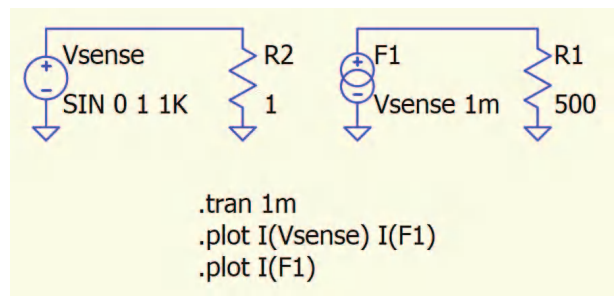 Vsense
R2
F1
R1
+
-
+
-
SIN 0 1 1K
1
Vsense 1m
500
.tran 1m
.plot I(Vsense) I(F1)
.plot I(F1)